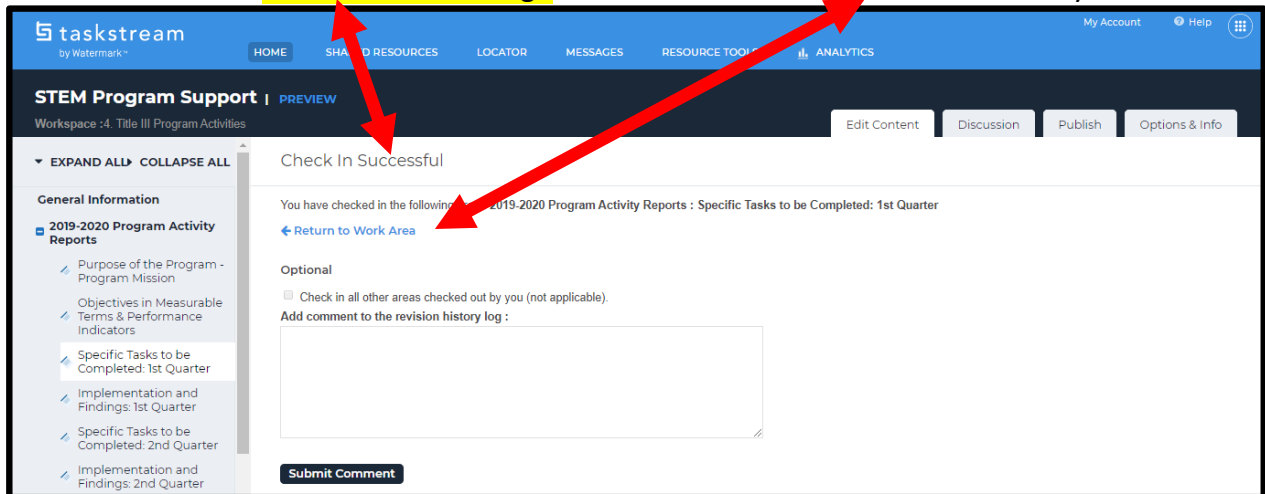 My Account Help
taskstream
by Watermark™
HOME RESOURCES LOCATOR MESSAGES ANALYTICS
STEM Program Support | PREVIEW
Workspace :4. Title III Program Activities
Edit Content Discussion Publish Options & Info
EXPAND ALL COLLAPSE ALL
Check In Successful
General Information
You have checked in the following 2019-2020 Program Activity Reports : Specific Tasks to be Completed: 1st Quarter
2019-2020 Program Activity
Reports
Return to Work Area
Purpose of the Program -
Program Mission
Optional
Check in all other areas checked out by you (not applicable).
Objectives in Measurable
Terms & Performance
Indicators
Add comment to the revision history log :
Specific Tasks to be
Completed: 1st Quarter
Implementation and
Findings: 1st Quarter
Specific Tasks to be
Completed: 2nd Quarter
Implementation and
Findings: 2nd Quarter
Submit Comment